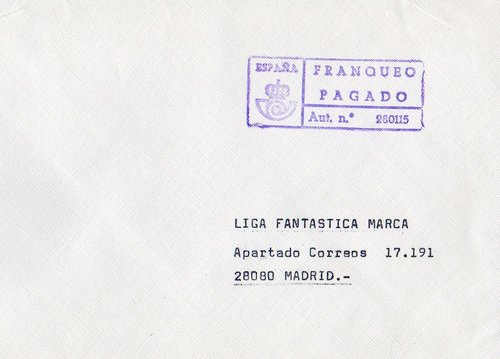 ESPAÑA
FRANQUEO
PAGADO
Aut. n.° 280115
LIGA FANTASTICA MARCA
Apartado Correos 17.191
28080 MADRID.-